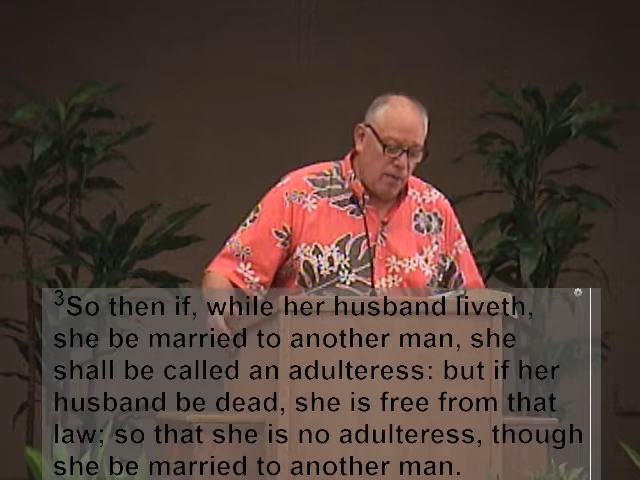 ³So then if, while her husband liveth,
she be married to another man, she
shall be called an adulteress: but if her
husband be dead, she is free from that
law; so that she is no adulteress, though
she be married to another man.